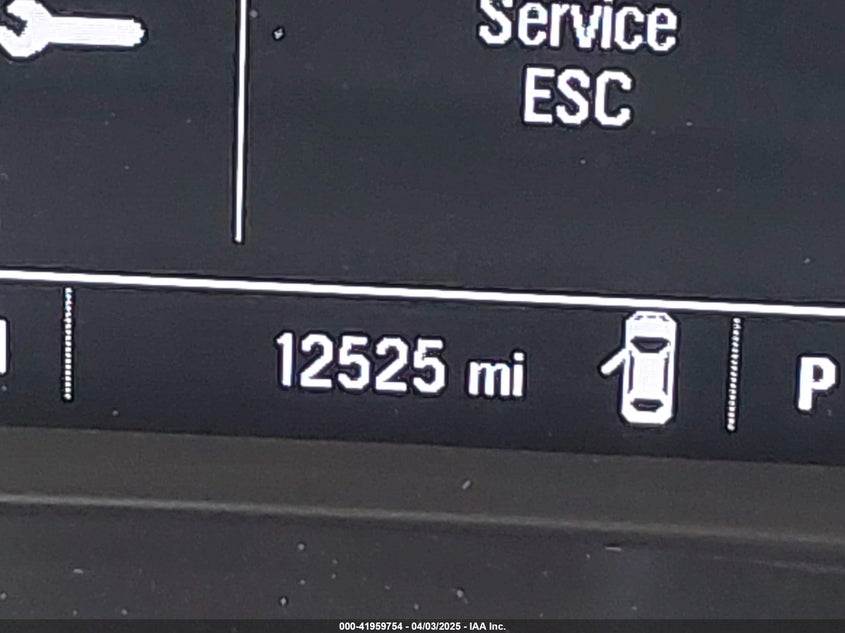 Service
ESC
12525 mi
P
000-41959754 - 04/03/2025 - IAA Inc.